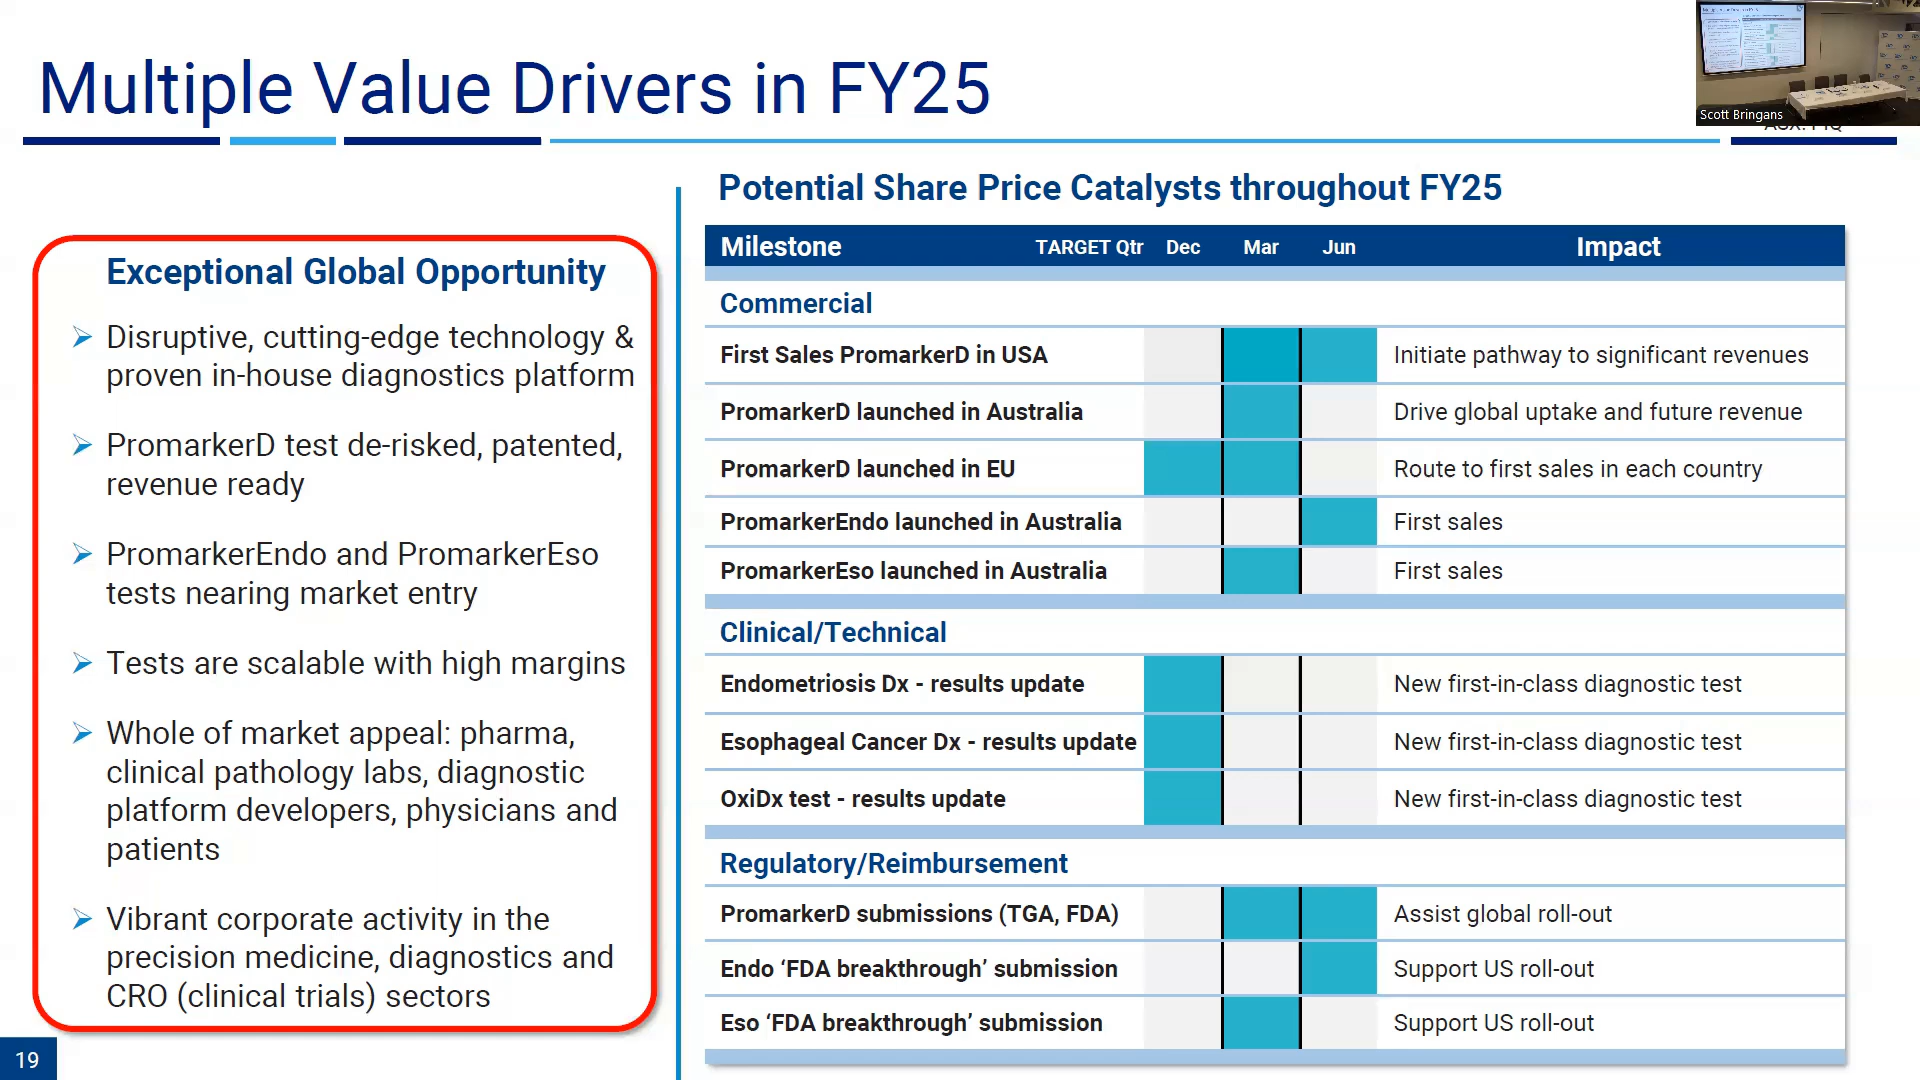 Multiple Value Drivers in FY25
Scott Bringans
Exceptional Global Opportunity
Disruptive, cutting-edge technology &
proven in-house diagnostics platform
PromarkerD test de-risked, patented,
revenue ready
PromarkerEndo and PromarkerEso
tests nearing market entry
Tests are scalable with high margins
Whole of market appeal: pharma,
clinical pathology labs, diagnostic
platform developers, physicians and
patients
Vibrant corporate activity in the
precision medicine, diagnostics and
CRO (clinical trials) sectors
19
Potential Share Price Catalysts throughout FY25
Milestone TARGET Qtr Dec Mar Jun Impact
Commercial
First Sales PromarkerD in USA Initiate pathway to significant revenues
PromarkerD launched in Australia Drive global uptake and future revenue
PromarkerD launched in EU Route to first sales in each country
PromarkerEndo launched in Australia First sales
PromarkerEso launched in Australia First sales
Clinical/Technical
Endometriosis Dx - results update New first-in-class diagnostic test
Esophageal Cancer Dx - results update New first-in-class diagnostic test
OxiDx test - results update New first-in-class diagnostic test
Regulatory/Reimbursement
PromarkerD submissions (TGA, FDA) Assist global roll-out
Endo ‘FDA breakthrough’ submission Support US roll-out
Eso ‘FDA breakthrough’ submission Support US roll-out